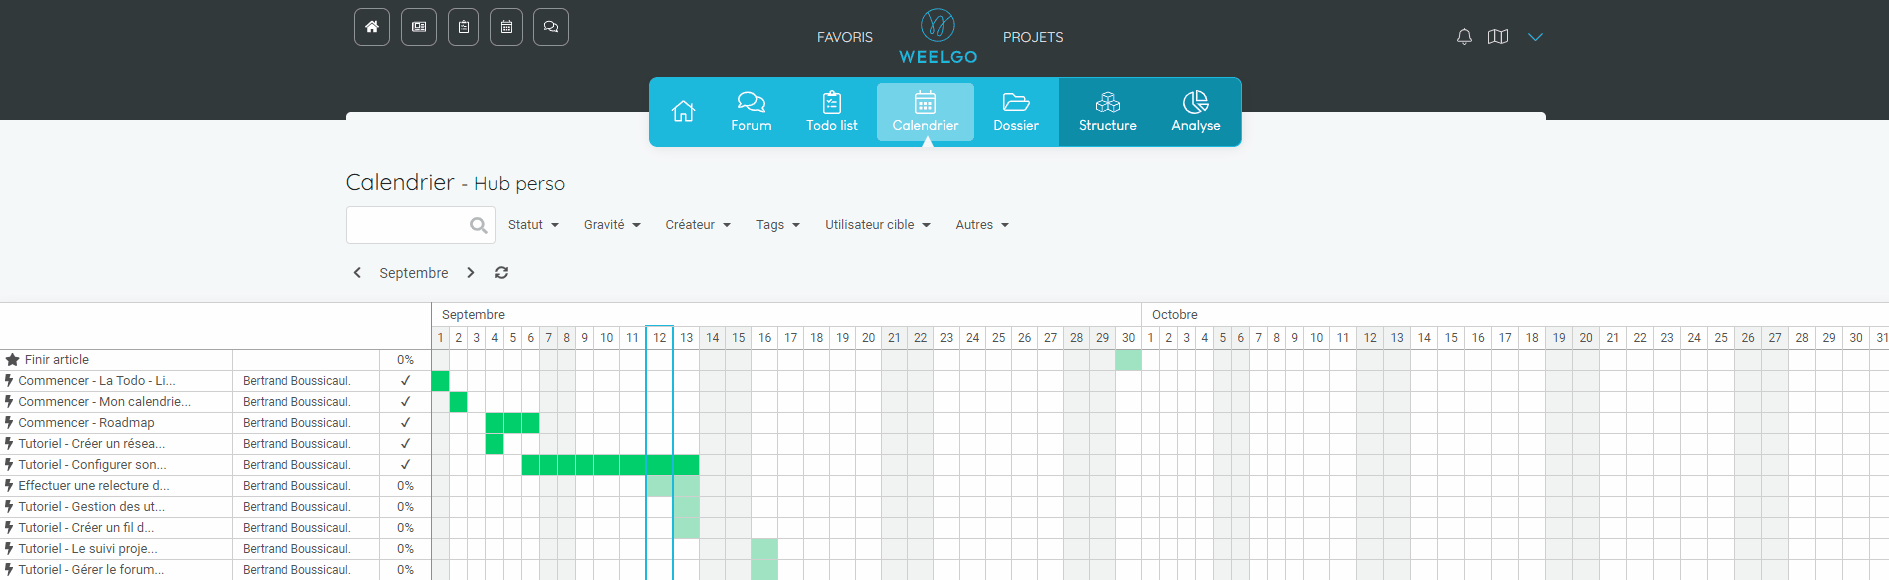 FAVORIS
WEELGO
PROJETS
Forum
Todo list
Calendrier
Dossier
Structure
Analyse
Calendrier - Hub perso
Statut Gravité Créateur Tags Utilisateur cible Autres
Septembre
Septembre Octobre
1 2 3 4 5 6 7 8 9 10 11 12 13 14 15 16 17 18 19 20 21 22 23 24 25 26 27 28 29 30 1 2 3 4 5 6 7 8 9 10 11 12 13 14 15 16 17 18 19 20 21 22 23 24 25 26 27 28 29 30 31
Finir article 0%
Commencer - La Todo - Li... Bertrand Boussicaul. ✓
Commencer - Mon calendrie... Bertrand Boussicaul. ✓
Commencer - Roadmap Bertrand Boussicaul. ✓
Tutoriel - Créer un résea... Bertrand Boussicaul. ✓
Tutoriel - Configurer son... Bertrand Boussicaul. ✓
Effectuer une relecture d... Bertrand Boussicaul. 0%
Tutoriel - Gestion des ut... Bertrand Boussicaul. 0%
Tutoriel - Créer un fil d... Bertrand Boussicaul. 0%
Tutoriel - Le suivi proje... Bertrand Boussicaul. 0%
Tutoriel - Gérer le forum... Bertrand Boussicaul. 0%